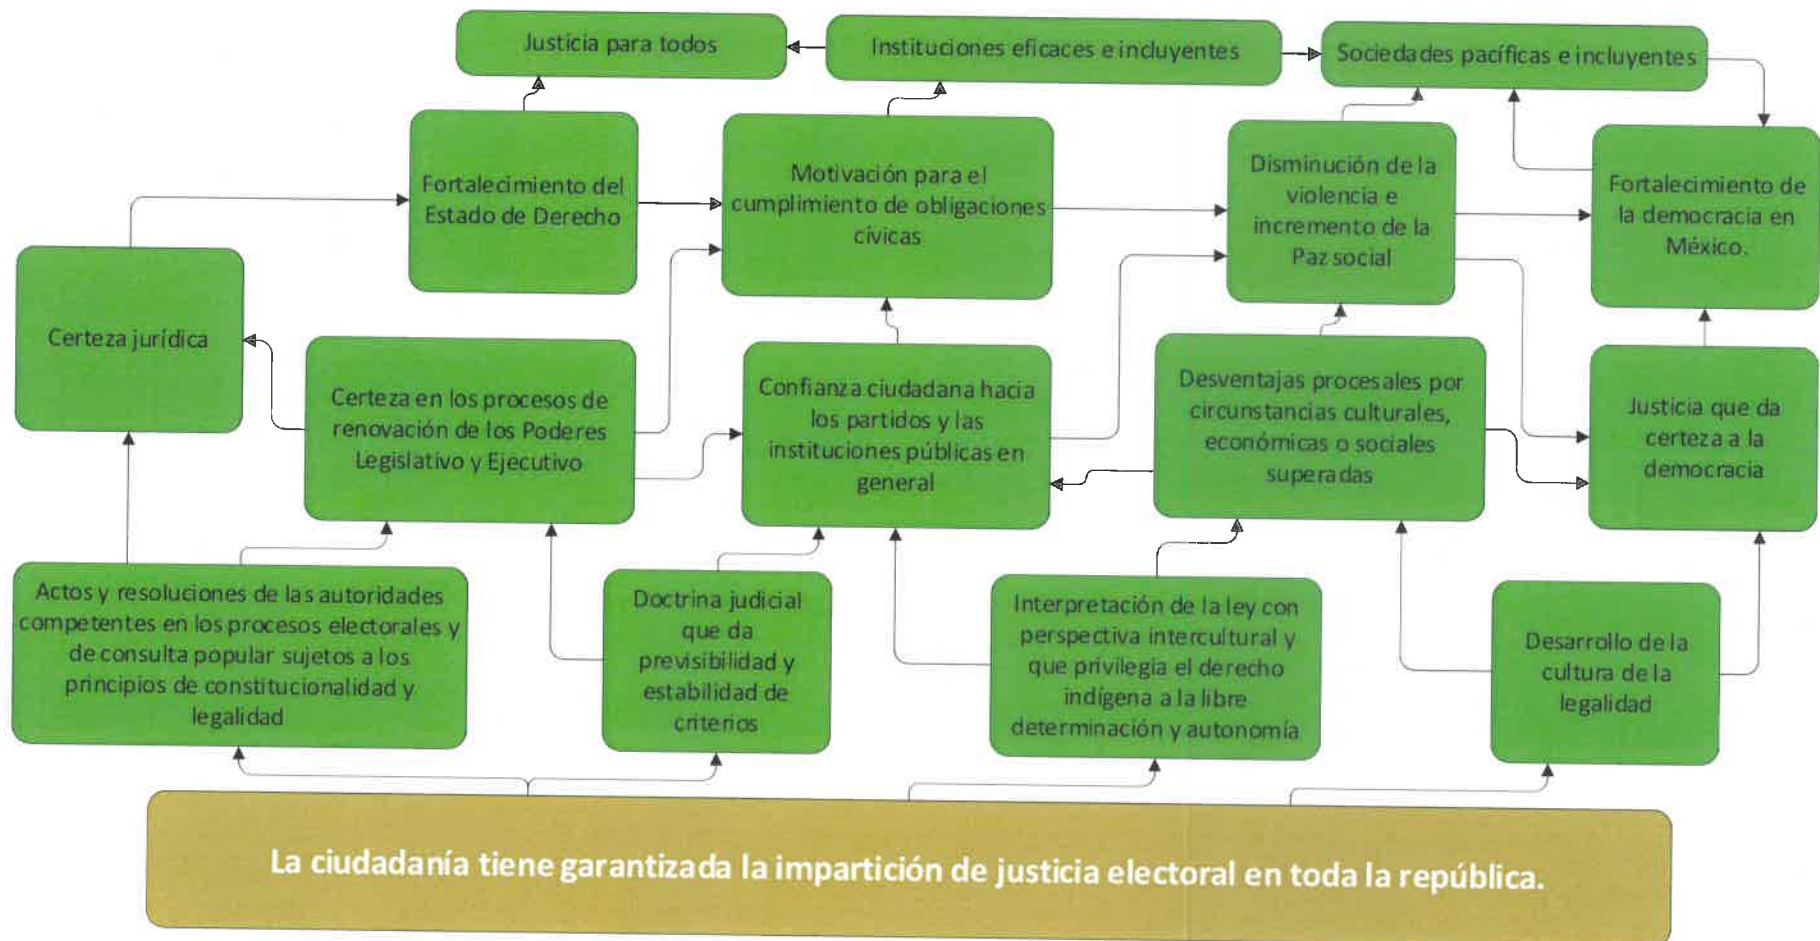 Justicia para todos
Instituciones eficaces e incluyentes
Sociedades pacíficas e incluyentes
Fortalecimiento del
Estado de Derecho
Motivación para el
cumplimiento de obligaciones
cívicas
Disminución de la
violencia e
incremento de la
Paz social
Fortalecimiento de
la democracia en
México.
Certeza jurídica
Certeza en los procesos de
renovación de los Poderes
Legislativo y Ejecutivo
Confianza ciudadana hacia
los partidos y las
instituciones públicas en
general
Desventajas procesales por
circunstancias culturales,
económicas o sociales
superadas
Justicia que da
certeza a la
democracia
Actos y resoluciones de las autoridades
competentes en los procesos electorales y
de consulta popular sujetos a los
principios de constitucionalidad y
legalidad
Doctrina judicial
que da
previsibilidad y
estabilidad de
criterios
Interpretación de la ley con
perspectiva intercultural y
que privilegia el derecho
indígena a la libre
determinación y autonomía
Desarrollo de la
cultura de la
legalidad
La ciudadanía tiene garantizada la impartición de justicia electoral en toda la república.